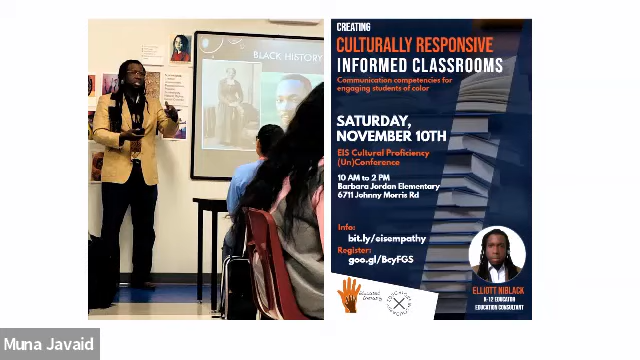 BLACK HISTORY
CREATING
CULTURALLY RESPONSIVE
INFORMED CLASSROOMS
Communication competencies for
engaging students of color
SATURDAY,
NOVEMBER 10TH
EIS Cultural Proficiency
(Un)Conference
10 AM to 2 PM
Barbara Jordan Elementary
6711 Johnny Morris Rd
Info:
bit.ly/eisempathy
Register:
goo.gl/BcyFGS
ELLIOTT NIBLACK
K-12 EDUCATOR
EDUCATION CONSULTANT
Muna Javaid